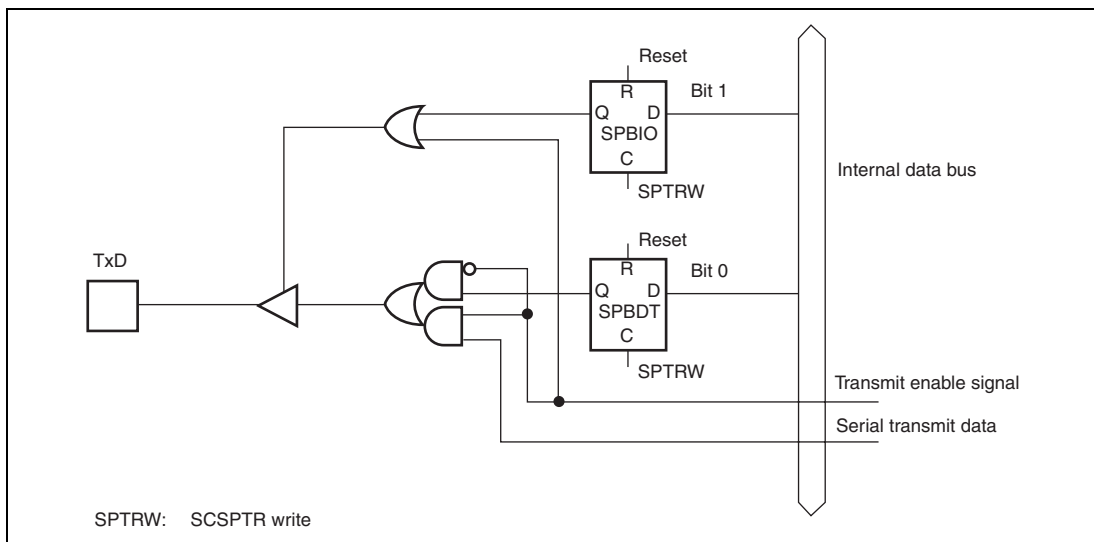 Reset
R
Bit 1
Q
D
SPBIO
C
SPTRW
Internal data bus
Reset
R
Bit 0
Q
D
SPBDT
C
SPTRW
TxD
Transmit enable signal
Serial transmit data
SPTRW: SCSPTR write